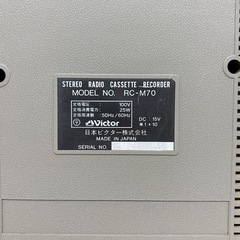 STEREO RADIO CASSETTE RECORDER
MODEL NO. RC-M70
定格電圧 100V
定格消費電力 25W
定格周波数 50Hz/60Hz
DC 15V
Victor
日本ビクター株式会社
MADE IN JAPAN
SERIAL NO.